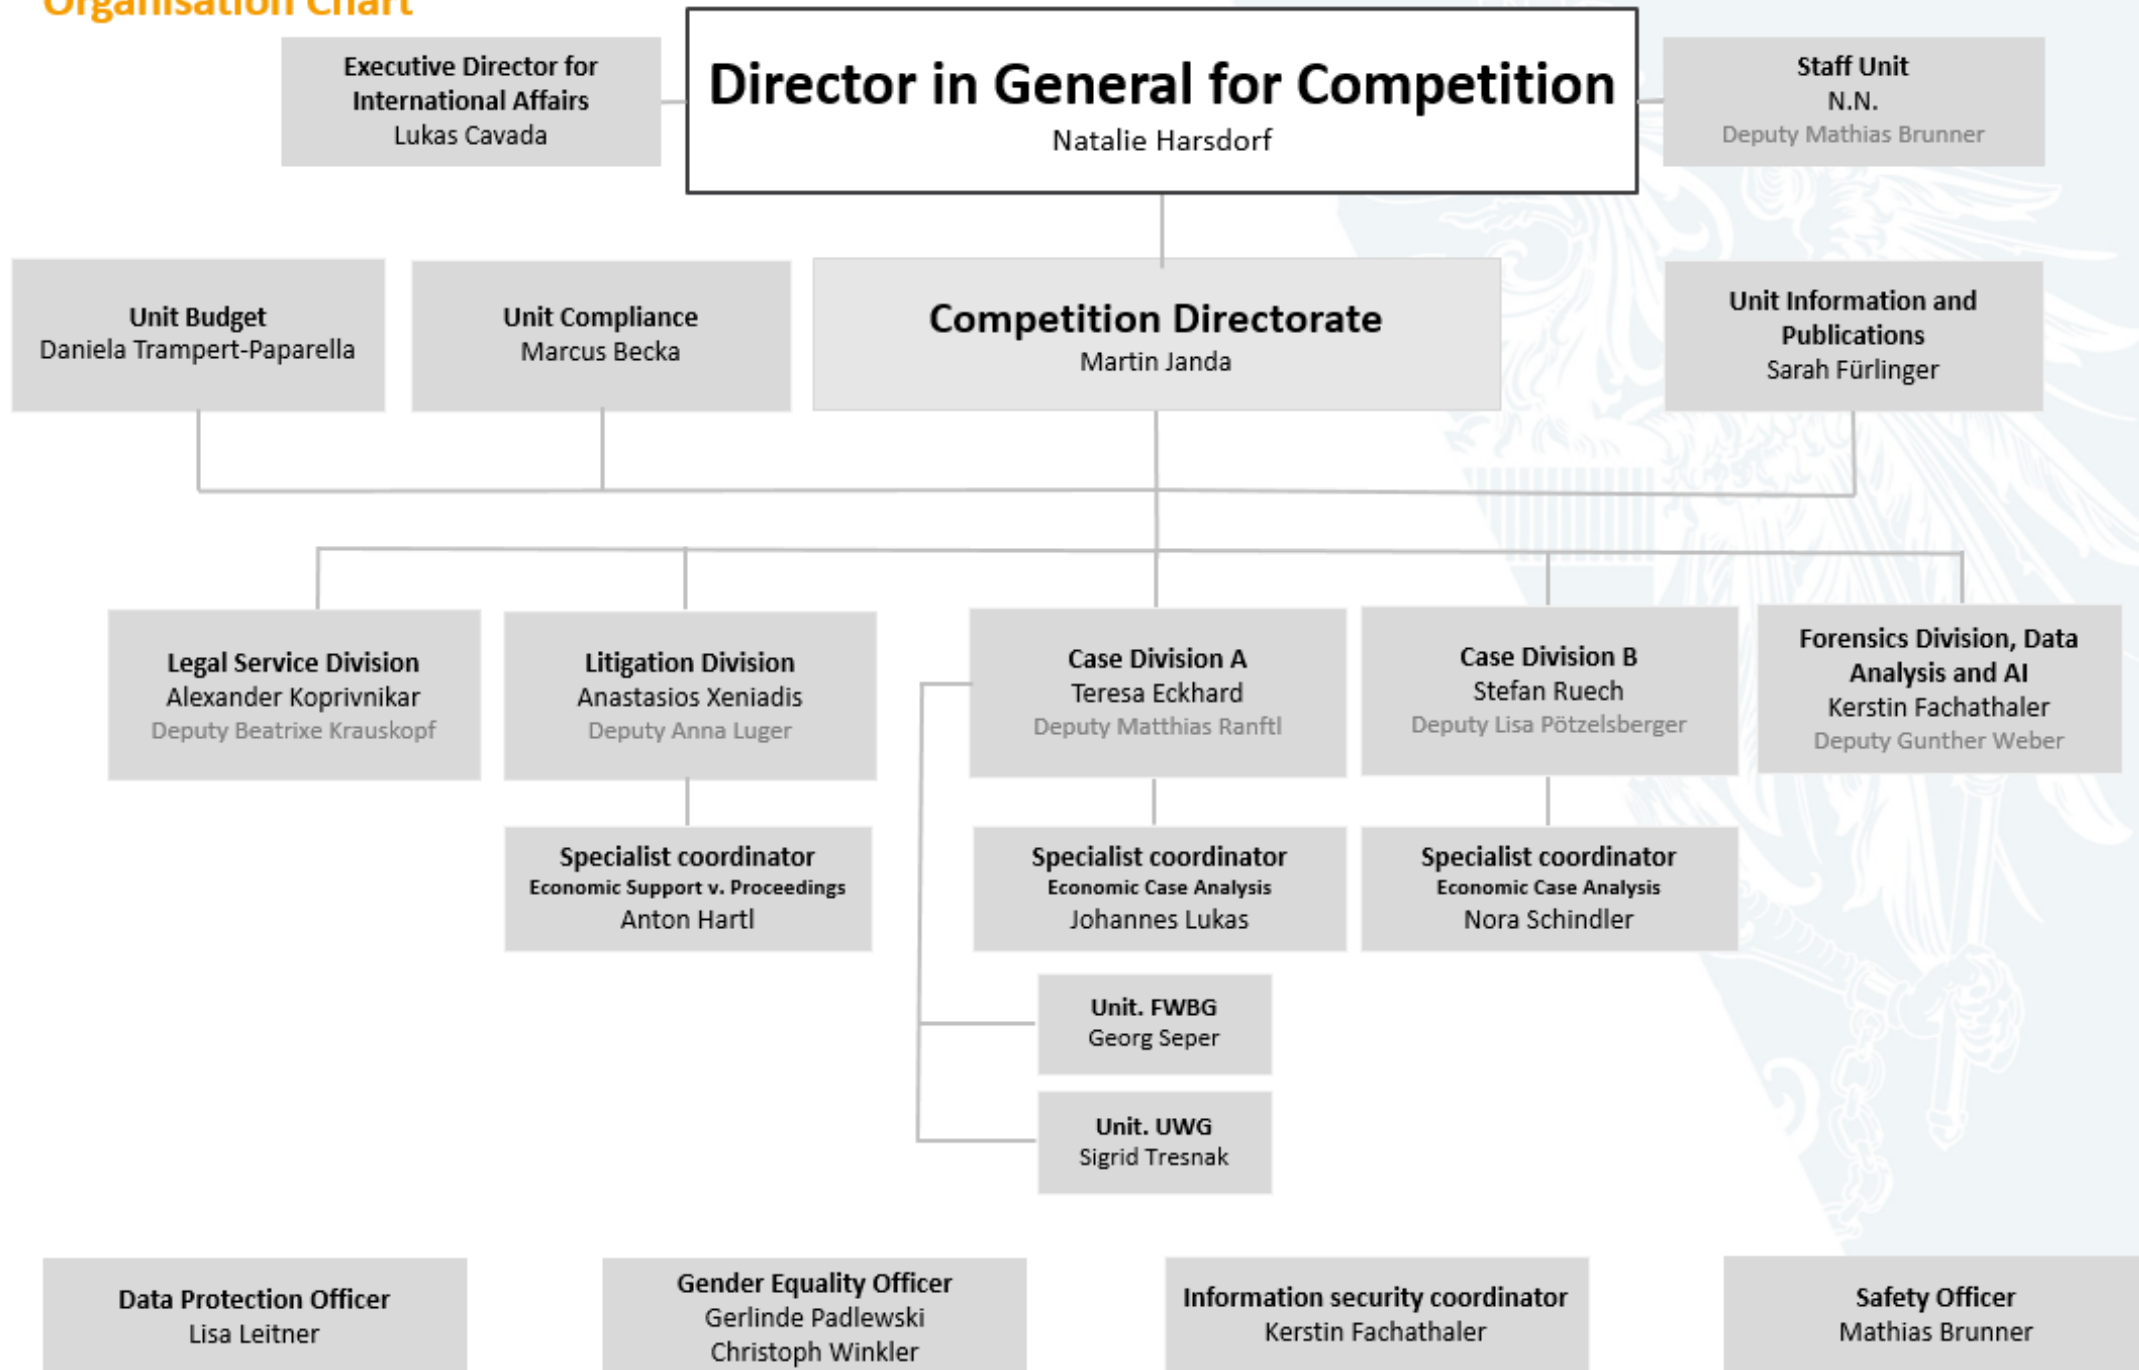 Organisation Chart
Executive Director for
International Affairs
Lukas Cavada
Director in General for Competition
Natalie Harsdorf
Staff Unit
N.N.
Deputy Mathias Brunner
Unit Budget
Daniela Trampert-Paparella
Unit Compliance
Marcus Becka
Competition Directorate
Martin Janda
Unit Information and
Publications
Sarah Fürlinger
Legal Service Division
Alexander Koprivnikar
Deputy Beatrixe Krauskopf
Litigation Division
Anastasios Xeniadis
Deputy Anna Luger
Case Division A
Teresa Eckhard
Deputy Matthias Ranftl
Case Division B
Stefan Ruech
Deputy Lisa Pötzelsberger
Forensics Division, Data
Analysis and AI
Kerstin Fachathaler
Deputy Gunther Weber
Specialist coordinator
Economic Support v. Proceedings
Anton Hartl
Specialist coordinator
Economic Case Analysis
Johannes Lukas
Specialist coordinator
Economic Case Analysis
Nora Schindler
Unit. FWBG
Georg Seper
Unit. UWG
Sigrid Tresnak
Data Protection Officer
Lisa Leitner
Gender Equality Officer
Gerlinde Padlewski
Christoph Winkler
Information security coordinator
Kerstin Fachathaler
Safety Officer
Mathias Brunner